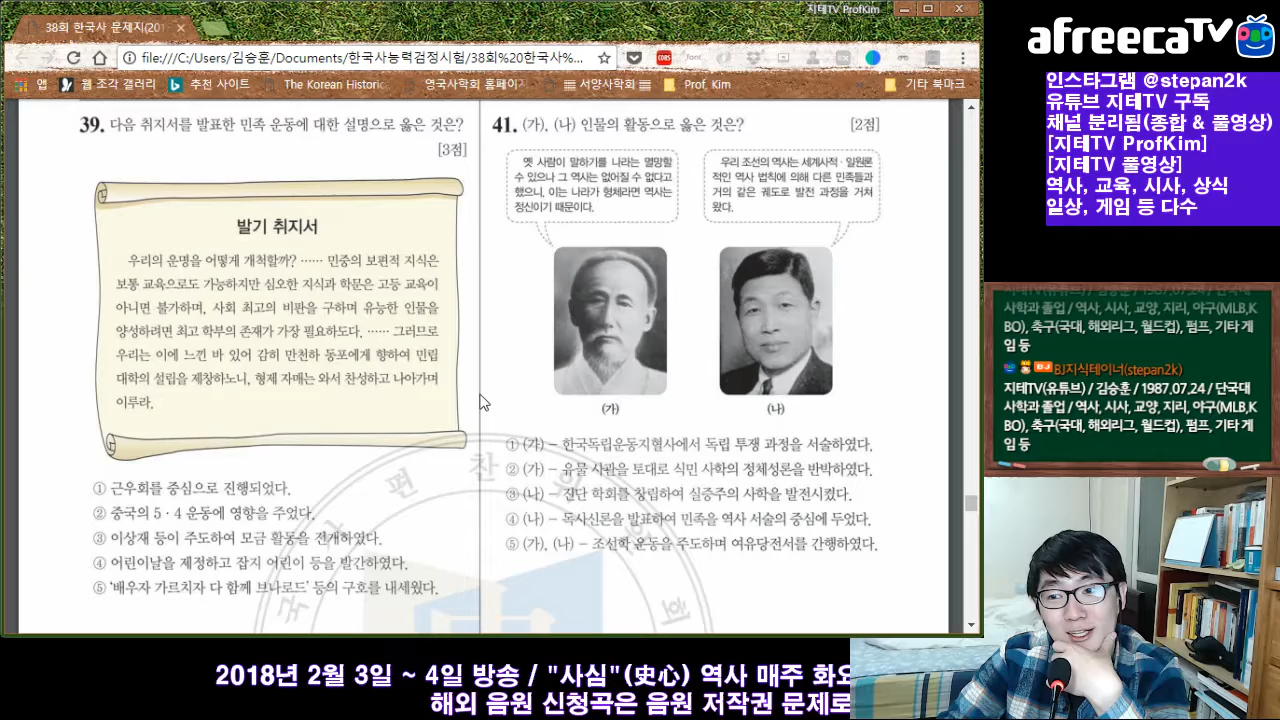 지테TV ProfKim
38회 한국사 문제지(201
file:///C:/Users/김승훈/Documents/한국사능력검정시험/38회%20한국사%...
앱
웹 조각 갤러리
추천 사이트
The Korean Historic
영국사학회 홈페이지
서양사학회
Prof. Kim
기타 북마크
39. 다음 취지서를 발표한 민족 운동에 대한 설명으로 옳은 것은?
[3점]
발기 취지서
우리의 운명을 어떻게 개척할까? …… 민중의 보편적 지식은
보통 교육으로도 가능하지만 심오한 지식과 학문은 고등 교육이
아니면 불가하며, 사회 최고의 비판을 구하며 유능한 인물을
양성하려면 최고 학부의 존재가 가장 필요하도다. …… 그러므로
우리는 이에 느낀 바 있어 감히 만천하 동포에게 향하여 민립
대학의 설립을 제창하노니, 형제 자매는 와서 찬성하고 나아가며
이루라.
① 근우회를 중심으로 진행되었다.
② 중국의 5·4 운동에 영향을 주었다.
③ 이상재 등이 주도하여 모금 활동을 전개하였다.
④ 어린이날을 제정하고 잡지 어린이 등을 발간하였다.
⑤ '배우자 가르치자 다 함께 브나로드' 등의 구호를 내세웠다.
41. (가), (나) 인물의 활동으로 옳은 것은?
[2점]
옛 사람이 말하기를 나라는 멸망할
수 있으나 그 역사는 없어질 수 없다고
했으니, 이는 나라가 형체라면 역사는
정신이기 때문이다.
우리 조선의 역사는 세계사적·일원론
적인 역사 법칙에 의해 다른 민족들과
거의 같은 궤도로 발전 과정을 거쳐
왔다.
(가)
(나)
① (가) - 한국독립운동지혈사에서 독립 투쟁 과정을 서술하였다.
② (가) - 유물 사관을 토대로 식민 사학의 정체성론을 반박하였다.
③ (나) - 진단 학회를 창립하여 실증주의 사학을 발전시켰다.
④ (나) - 독사신론을 발표하여 민족을 역사 서술의 중심에 두었다.
⑤ (가), (나) - 조선학 운동을 주도하며 여유당전서를 간행하였다.
afreecaTV
인스타그램 @stepan2k
유튜브 지테TV 구독
채널 분리됨(종합 & 풀영상)
[지테TV ProfKim]
[지테TV 풀영상]
역사, 교육, 시사, 상식
일상, 게임 등 다수
사학과 졸업 / 역사, 시사, 교양, 지리, 야구(MLB,K
BO), 축구(국대, 해외리그, 월드컵), 펌프, 기타 게
임 등
BJ지식테이너(stepan2k)
지테TV(유튜브) / 김승훈 / 1987.07.24 / 단국대
사학과 졸업 / 역사, 시사, 교양, 지리, 야구(MLB,K
BO), 축구(국대, 해외리그, 월드컵), 펌프, 기타 게
임 등
2018년 2월 3일 ~ 4일 방송 / "사심"(史心) 역사 매주 화요
해외 음원 신청곡은 음원 저작권 문제로